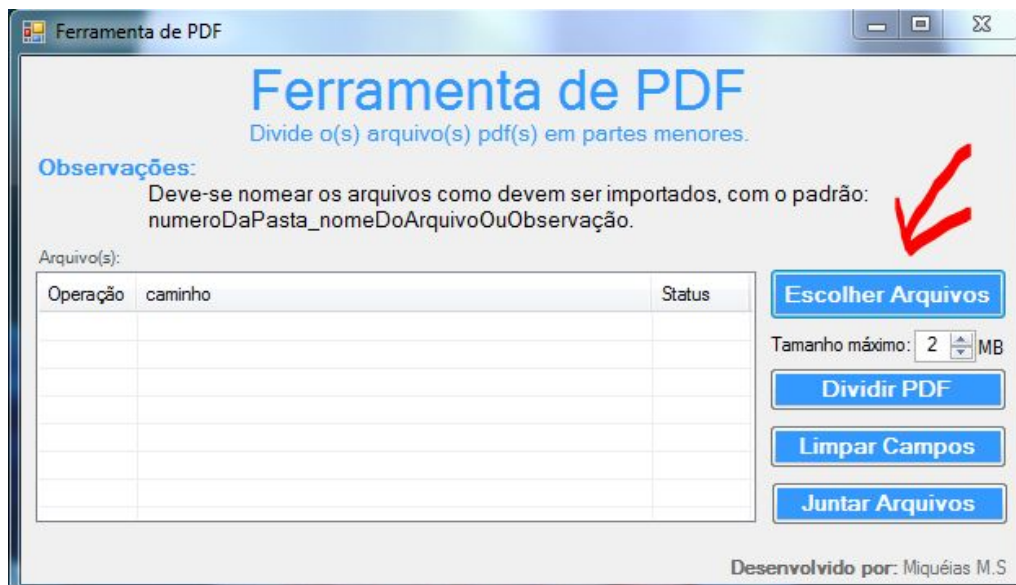 Ferramenta de PDF
Ferramenta de PDF
Divide o(s) arquivo(s) pdf(s) em partes menores.
Observações:
Deve-se nomear os arquivos como devem ser importados, com o padrão:
numeroDaPasta_nomeDoArquivoOuObservação.
Arquivo(s):
Operação caminho Status
Escolher Arquivos
Tamanho máximo: 2 MB
Dividir PDF
Limpar Campos
Juntar Arquivos
Desenvolvido por: Miquéias M.S